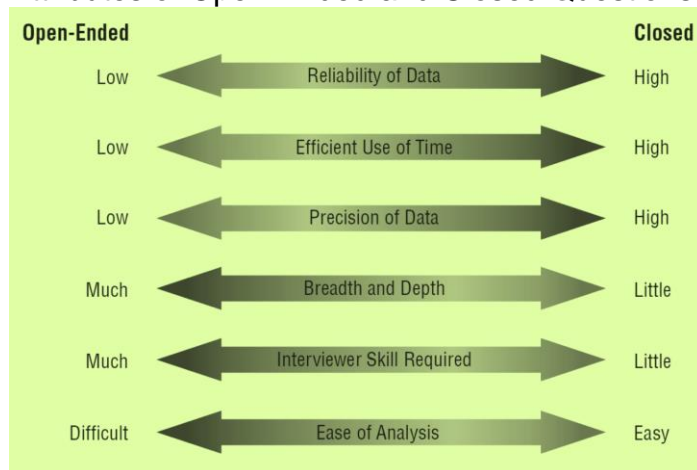 Open-Ended Closed
Low Reliability of Data High
Low Efficient Use of Time High
Low Precision of Data High
Much Breadth and Depth Little
Much Interviewer Skill Required Little
Difficult Ease of Analysis Easy